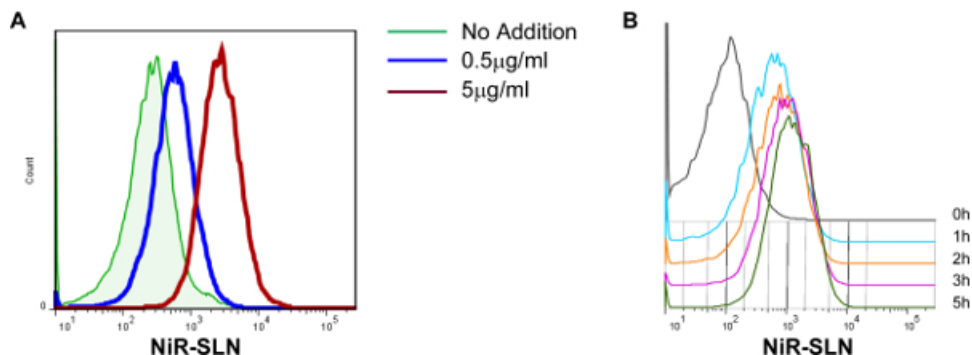 A
No Addition
0.5µg/ml
5µg/ml
Count
0
10¹ 10² 10³ 10⁴ 10⁵
NiR-SLN
B
0h
1h
2h
3h
5h
10¹ 10² 10³ 10⁴ 10⁵
NiR-SLN